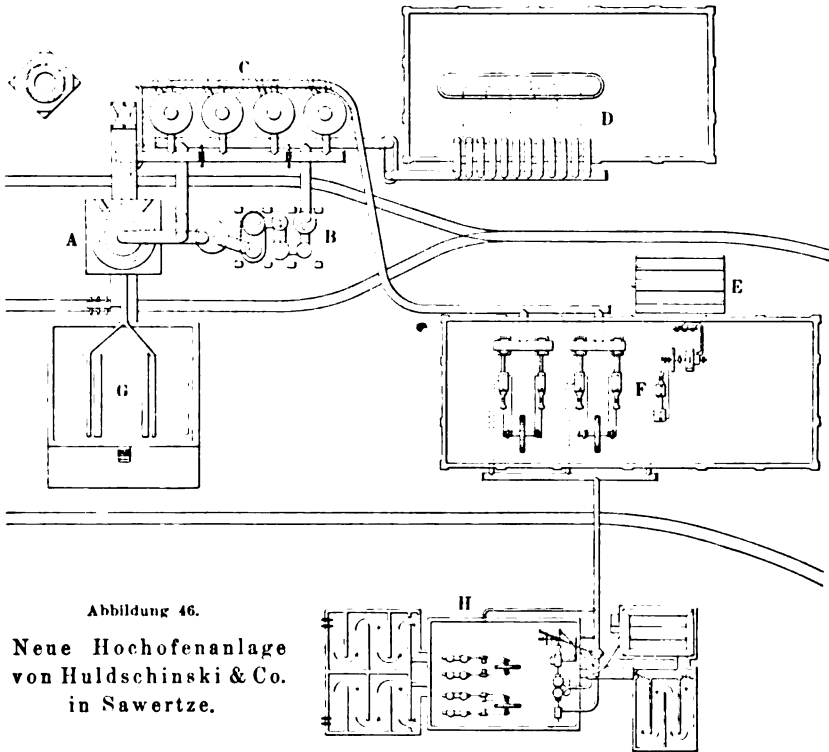 C
D
A
B
E
F
G
H
Abbildung 46.
Neue Hochofenanlage
von Huldschinski & Co.
in Sawertze.